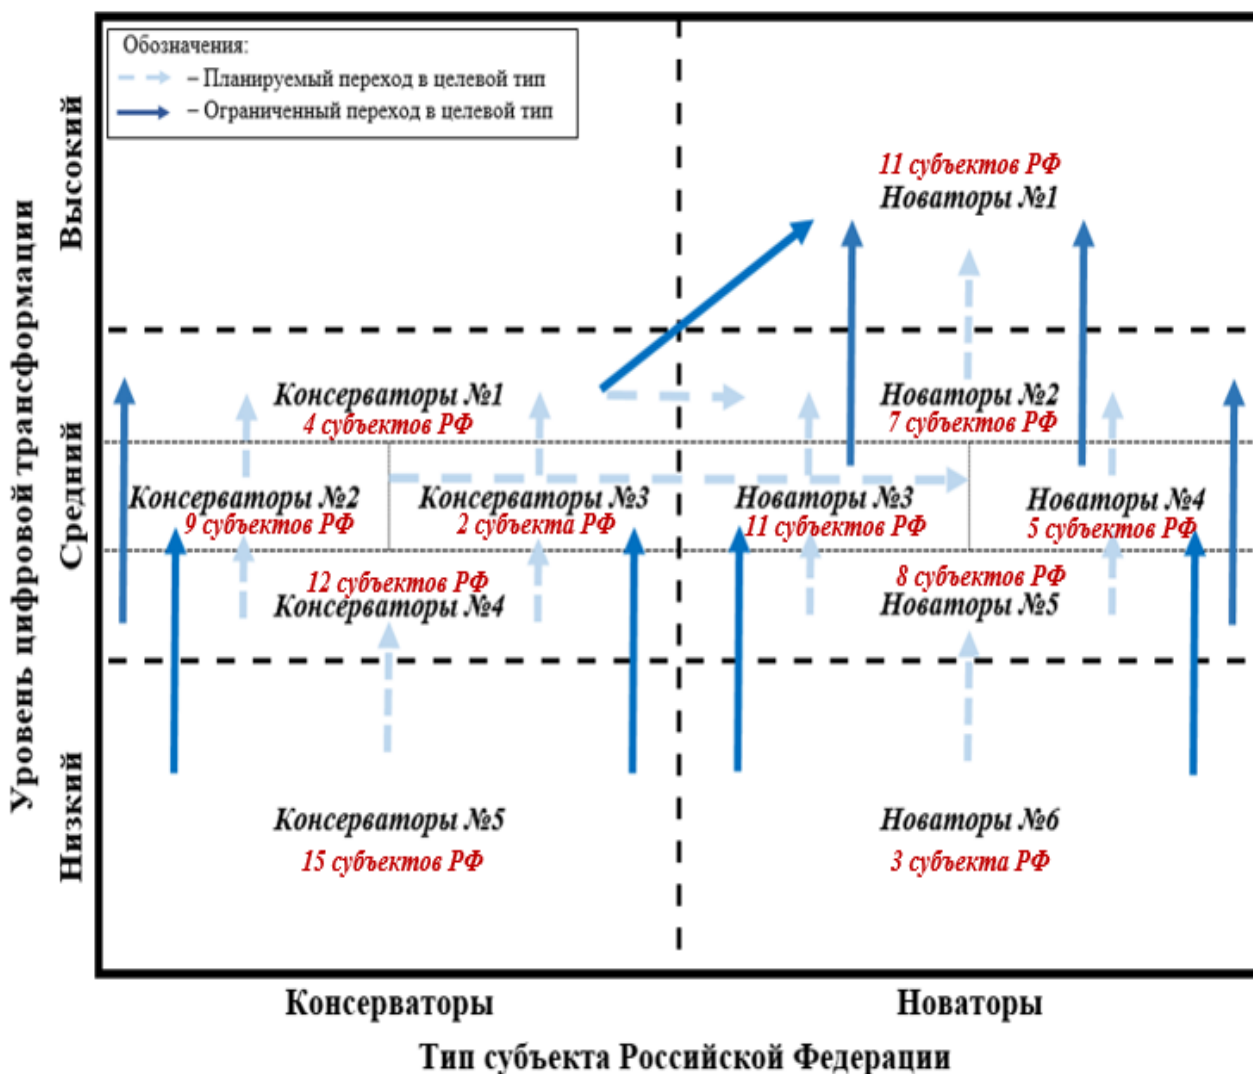 Обозначения:
– Планируемый переход в целевой тип
– Ограниченный переход в целевой тип
Уровень цифровой трансформации
Высокий
Средний
Низкий
11 субъектов РФ
Новаторы №1
Консерваторы №1
4 субъектов РФ
Новаторы №2
7 субъектов РФ
Консерваторы №2
9 субъектов РФ
Консерваторы №3
2 субъекта РФ
Новаторы №3
11 субъектов РФ
Новаторы №4
5 субъектов РФ
12 субъектов РФ
Консерваторы №4
8 субъектов РФ
Новаторы №5
Консерваторы №5
15 субъектов РФ
Новаторы №6
3 субъекта РФ
Консерваторы
Новаторы
Тип субъекта Российской Федерации